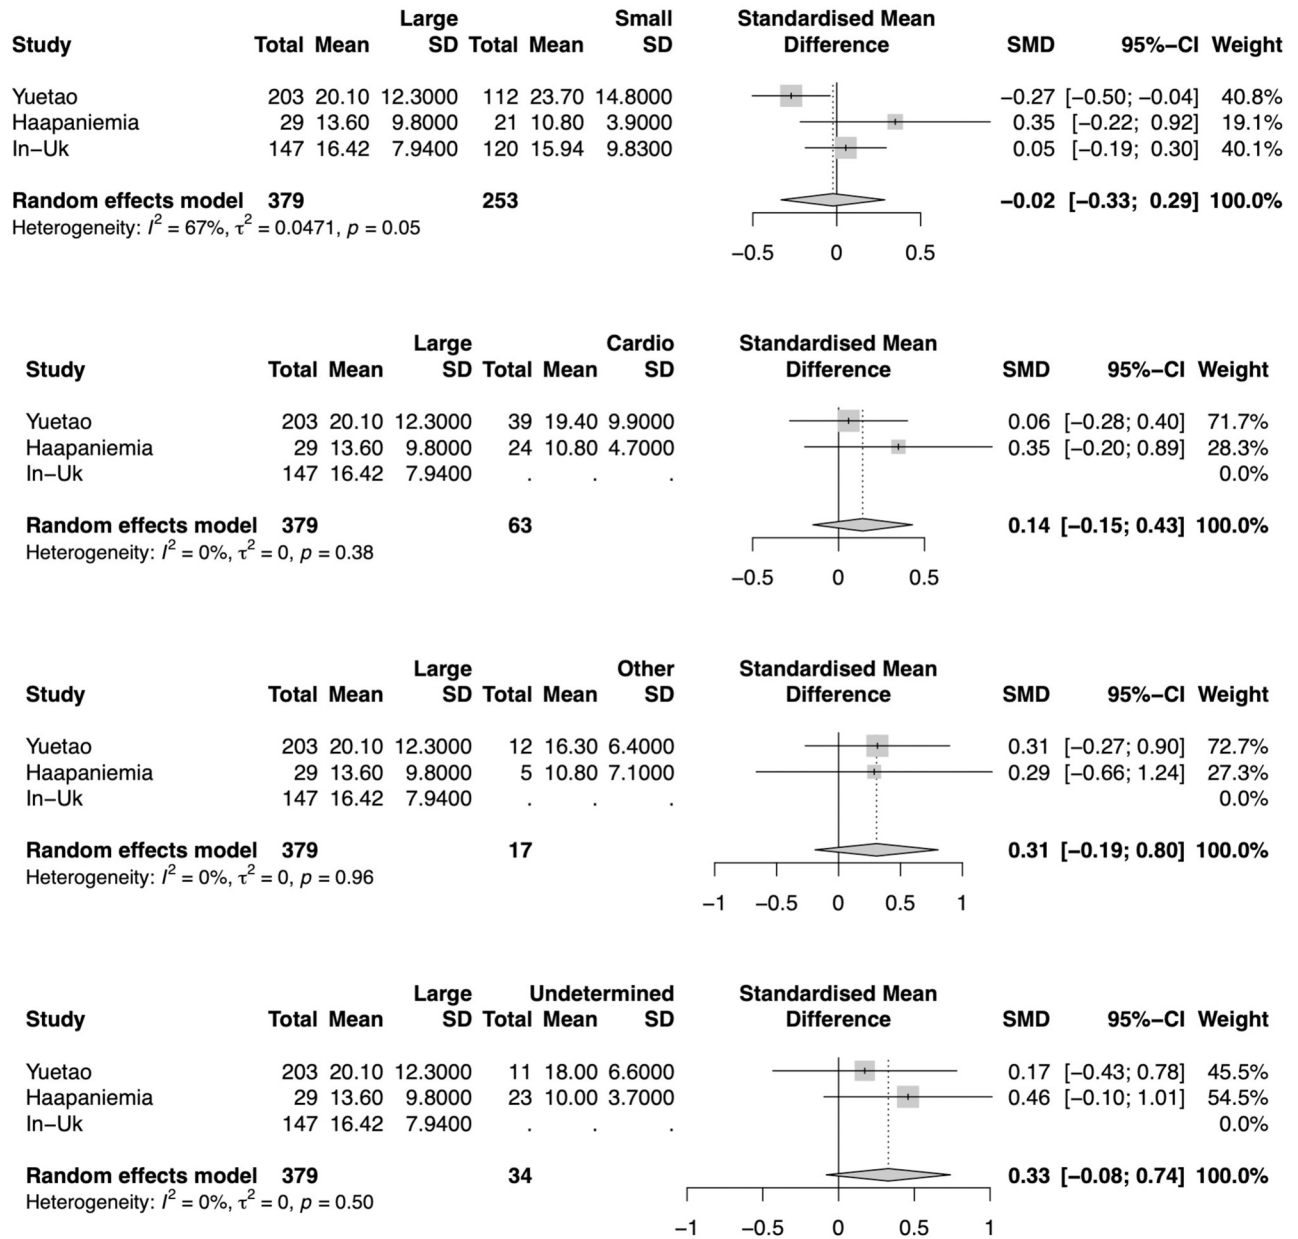 Large Small Standardised Mean
Study Total Mean SD Total Mean SD Difference SMD 95%−CI Weight
Yuetao 203 20.10 12.3000 112 23.70 14.8000 −0.27 [−0.50; −0.04] 40.8%
Haapaniemia 29 13.60 9.8000 21 10.80 3.9000 0.35 [−0.22; 0.92] 19.1%
In−Uk 147 16.42 7.9400 120 15.94 9.8300 0.05 [−0.19; 0.30] 40.1%
Random effects model 379 253 −0.02 [−0.33; 0.29] 100.0%
Heterogeneity: I² = 67%, τ² = 0.0471, p = 0.05
−0.5 0 0.5
Large Cardio Standardised Mean
Study Total Mean SD Total Mean SD Difference SMD 95%−CI Weight
Yuetao 203 20.10 12.3000 39 19.40 9.9000 0.06 [−0.28; 0.40] 71.7%
Haapaniemia 29 13.60 9.8000 24 10.80 4.7000 0.35 [−0.20; 0.89] 28.3%
In−Uk 147 16.42 7.9400 . . . 0.0%
Random effects model 379 63 0.14 [−0.15; 0.43] 100.0%
Heterogeneity: I² = 0%, τ² = 0, p = 0.38
−0.5 0 0.5
Large Other Standardised Mean
Study Total Mean SD Total Mean SD Difference SMD 95%−CI Weight
Yuetao 203 20.10 12.3000 12 16.30 6.4000 0.31 [−0.27; 0.90] 72.7%
Haapaniemia 29 13.60 9.8000 5 10.80 7.1000 0.29 [−0.66; 1.24] 27.3%
In−Uk 147 16.42 7.9400 . . . 0.0%
Random effects model 379 17 0.31 [−0.19; 0.80] 100.0%
Heterogeneity: I² = 0%, τ² = 0, p = 0.96
−1 −0.5 0 0.5 1
Large Undetermined Standardised Mean
Study Total Mean SD Total Mean SD Difference SMD 95%−CI Weight
Yuetao 203 20.10 12.3000 11 18.00 6.6000 0.17 [−0.43; 0.78] 45.5%
Haapaniemia 29 13.60 9.8000 23 10.00 3.7000 0.46 [−0.10; 1.01] 54.5%
In−Uk 147 16.42 7.9400 . . . 0.0%
Random effects model 379 34 0.33 [−0.08; 0.74] 100.0%
Heterogeneity: I² = 0%, τ² = 0, p = 0.50
−1 −0.5 0 0.5 1